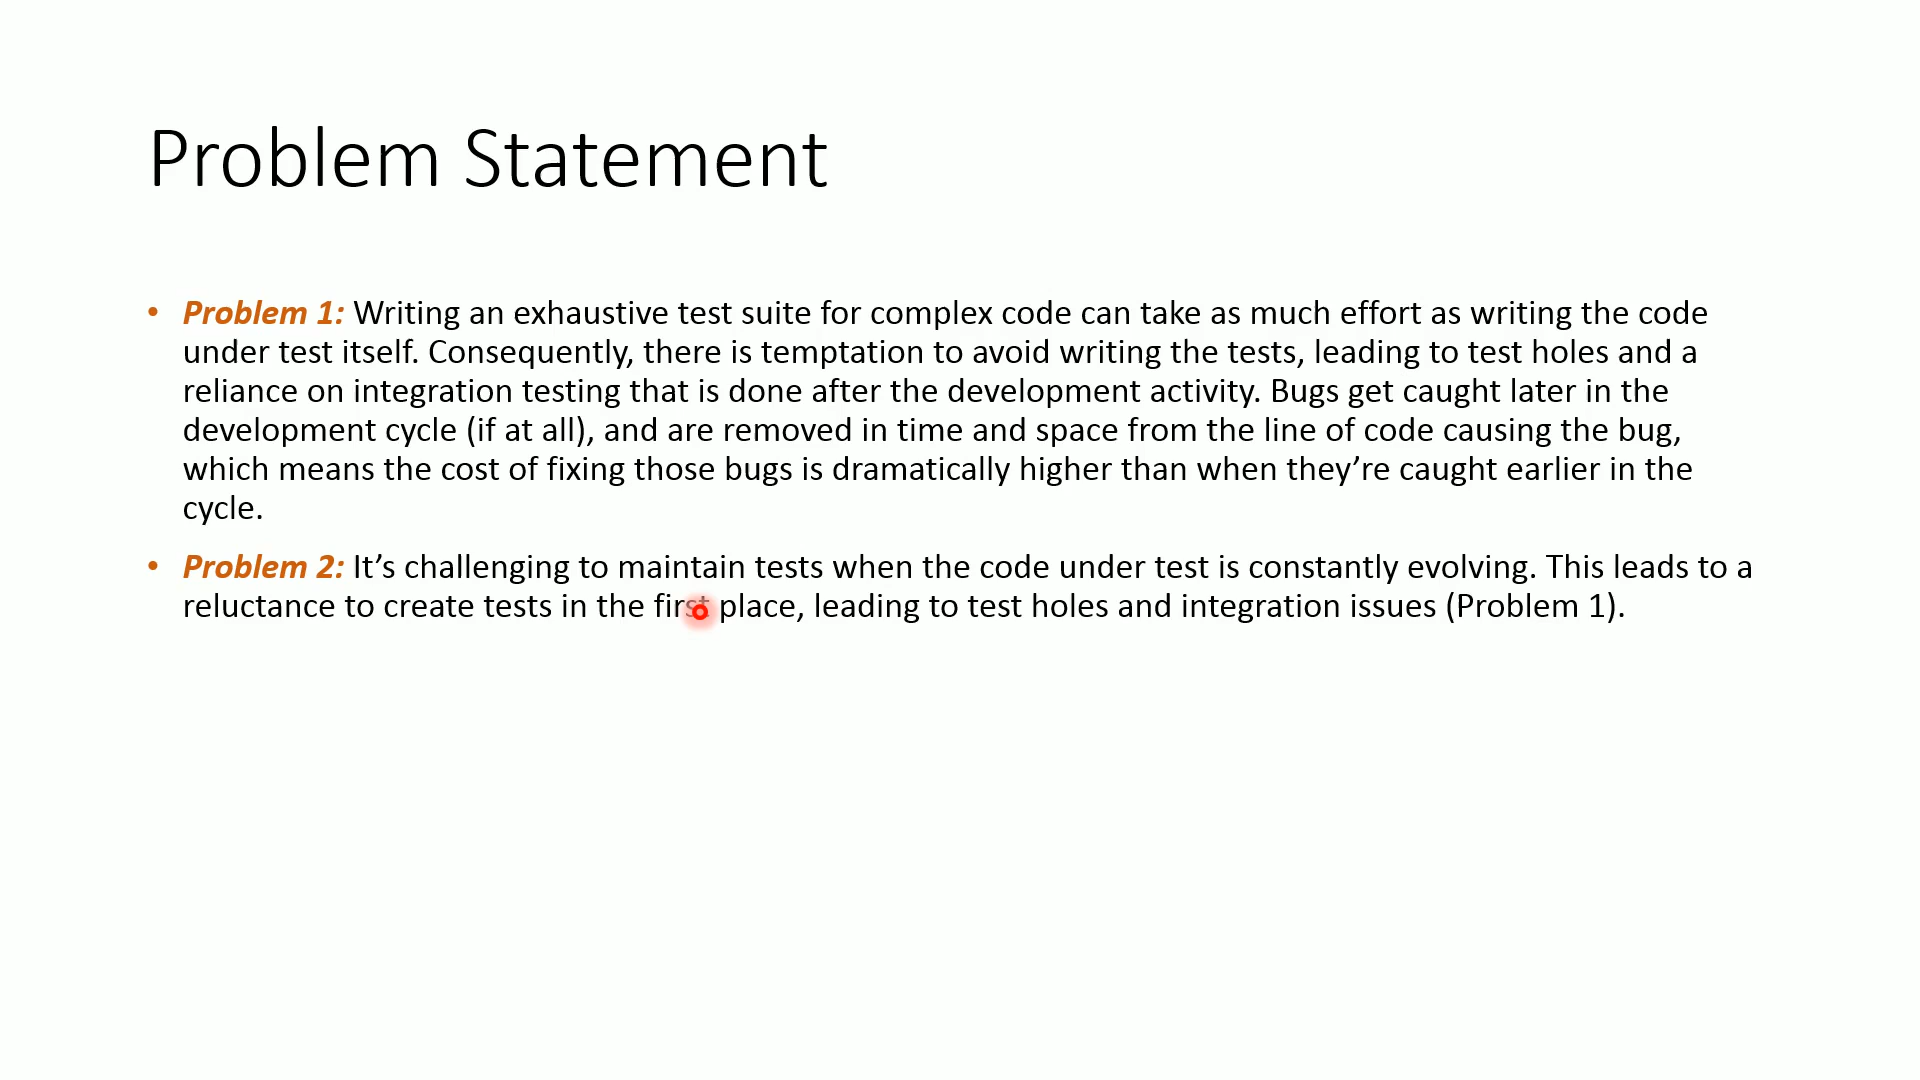 Problem Statement
• Problem 1: Writing an exhaustive test suite for complex code can take as much effort as writing the code
under test itself. Consequently, there is temptation to avoid writing the tests, leading to test holes and a
reliance on integration testing that is done after the development activity. Bugs get caught later in the
development cycle (if at all), and are removed in time and space from the line of code causing the bug,
which means the cost of fixing those bugs is dramatically higher than when they’re caught earlier in the
cycle.
• Problem 2: It’s challenging to maintain tests when the code under test is constantly evolving. This leads to a
reluctance to create tests in the first place, leading to test holes and integration issues (Problem 1).